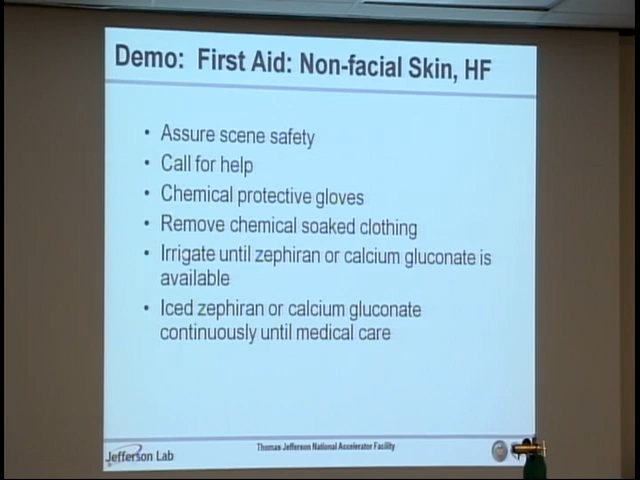 Demo: First Aid: Non-facial Skin, HF
• Assure scene safety
• Call for help
• Chemical protective gloves
• Remove chemical soaked clothing
• Irrigate until zephiran or calcium gluconate is
available
• Iced zephiran or calcium gluconate
continuously until medical care
Jefferson Lab
Thomas Jefferson National Accelerator Facility